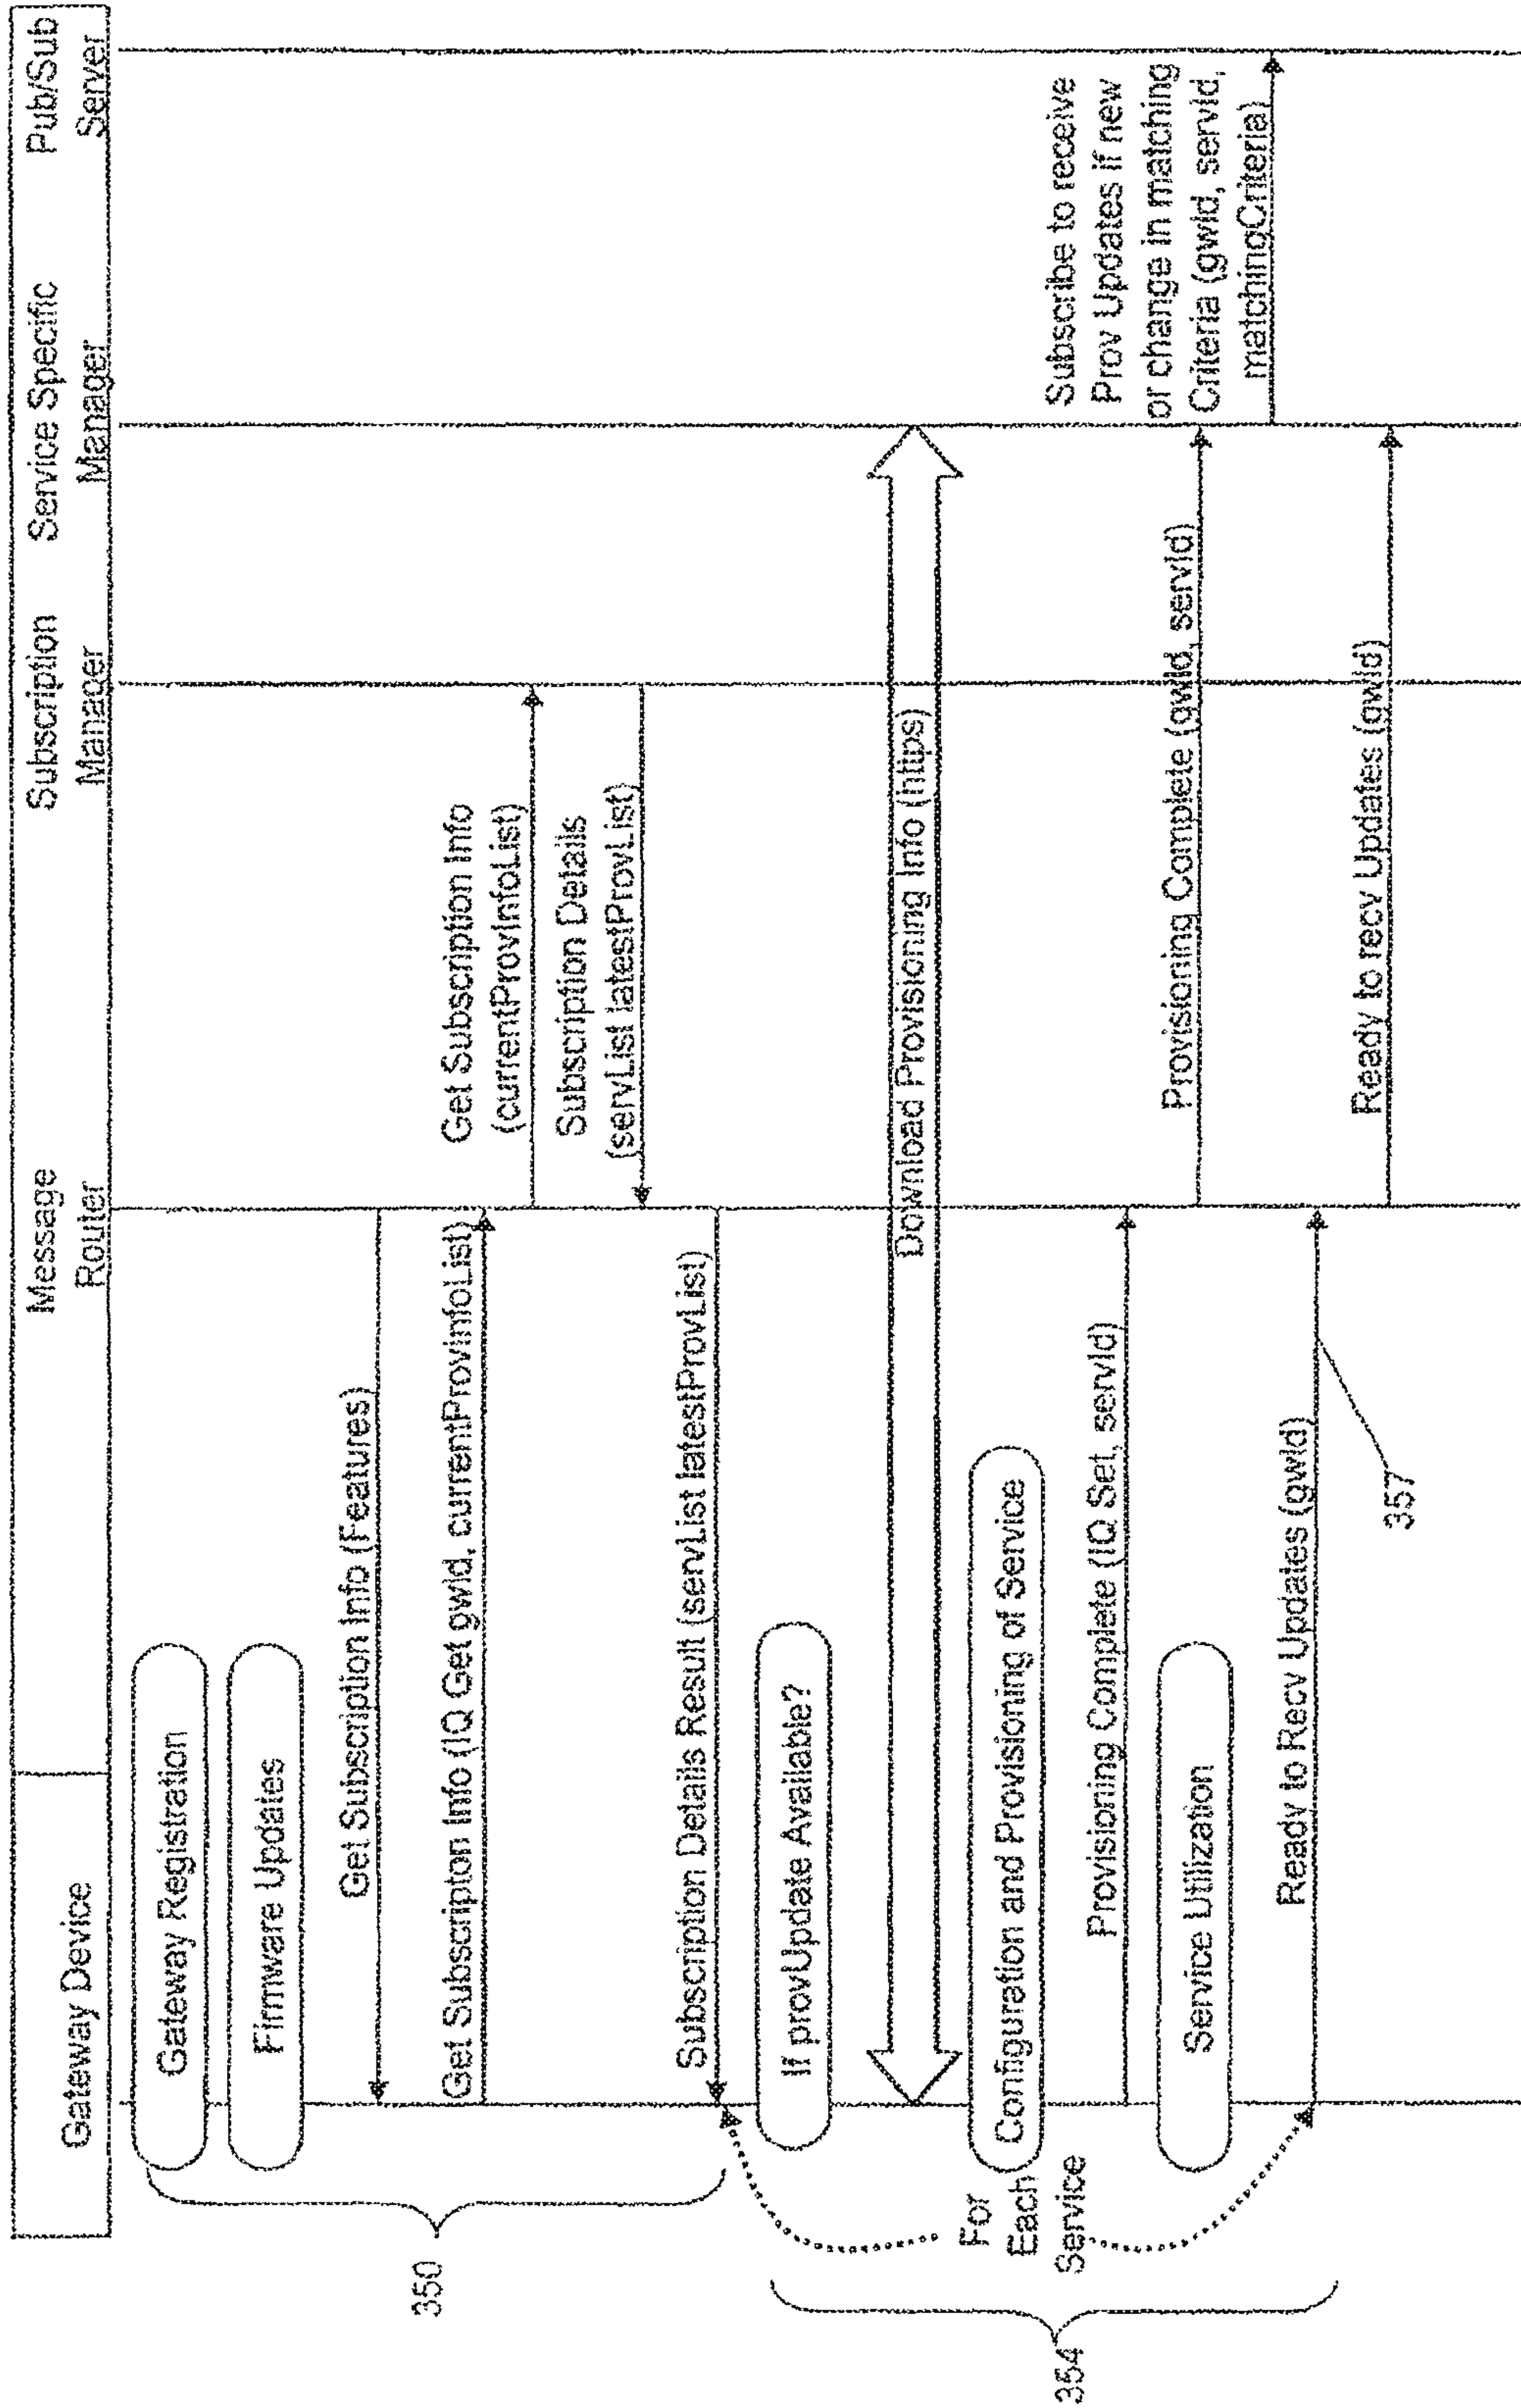 Gateway Device
Message
Router
Subscription
Manager
Service Specific
Manager
Pub/Sub
Server
Gateway Registration
Firmware Updates
Get Subscription Info (Features)
Get Subscripton Info (IQ Get gwId, currentProvInfoList)
Get Subscription Info
(currentProvInfoList)
Subscription Details
(servList latestProvList)
Subscription Details Result (servList latestProvList)
350
If provUpdate Available?
Download Provisioning Info (https)
Configuration and Provisioning of Service
For
Each
Service
Provisioning Complete (IQ Set, servId)
Provisioning Complete (gwId, servId)
Subscribe to receive
Prov Updates if new
or change in matching
Criteria (gwId, servId,
matchingCriteria)
Service Utilization
Ready to Recv Updates (gwId)
357
Ready to recv Updates (gwId)
354